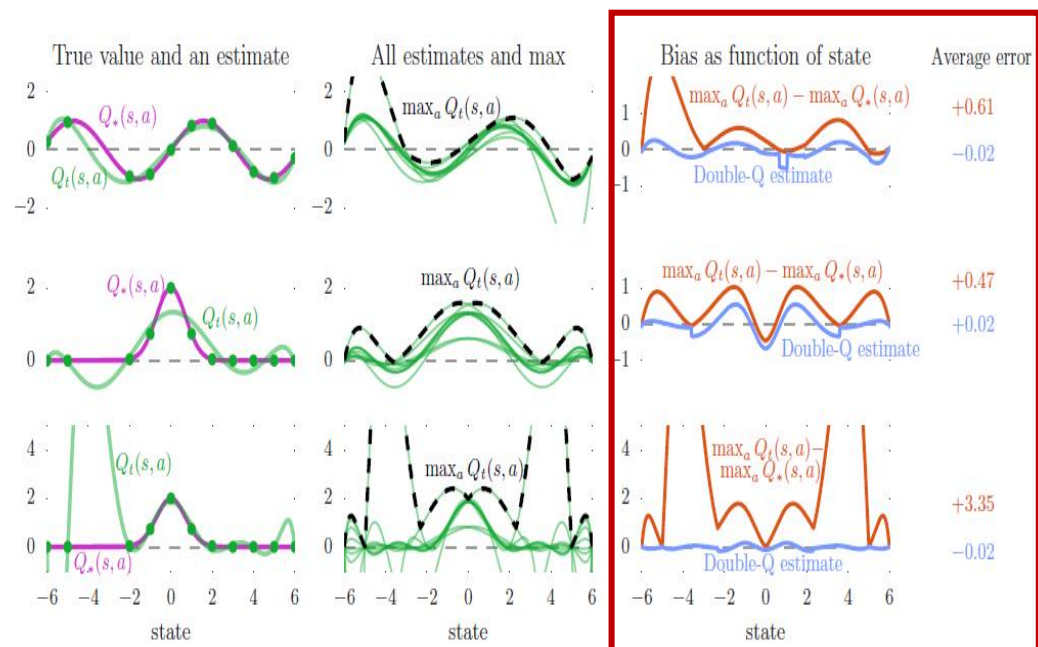 True value and an estimate
All estimates and max
Bias as function of state
Average error
2
0
−2
Q*(s, a)
Qt(s, a)
2
0
−2
maxa Qt(s, a)
1
0
−1
maxa Qt(s, a) − maxa Q*(s, a)
Double-Q estimate
+0.61
−0.02
2
0
Q*(s, a)
Qt(s, a)
2
0
maxa Qt(s, a)
1
0
−1
maxa Qt(s, a) − maxa Q*(s, a)
Double-Q estimate
+0.47
+0.02
4
2
0
Qt(s, a)
Q*(s, a)
4
2
0
maxa Qt(s, a)
4
2
0
maxa Qt(s, a)−
maxa Q*(s, a)
Double-Q estimate
+3.35
−0.02
−6 −4 −2 0 2 4 6
−6 −4 −2 0 2 4 6
−6 −4 −2 0 2 4 6
state
state
state